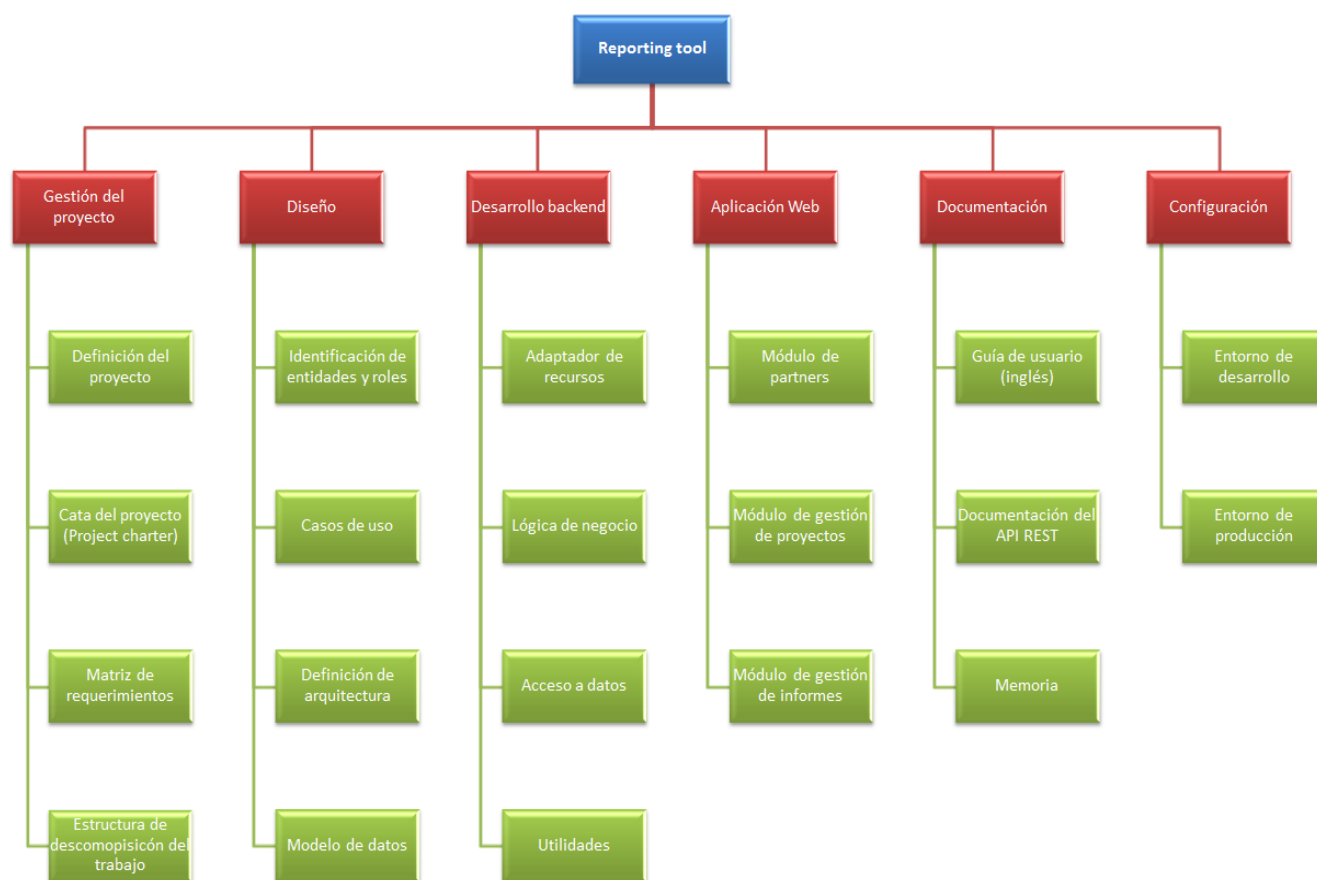 Reporting tool
Gestión del
proyecto
Diseño
Desarrollo backend
Aplicación Web
Documentación
Configuración
Definición del
proyecto
Identificación de
entidades y roles
Adaptador de
recursos
Módulo de
partners
Guía de usuario
(inglés)
Entorno de
desarrollo
Cata del proyecto
(Project charter)
Casos de uso
Lógica de negocio
Módulo de gestión
de proyectos
Documentación del
API REST
Entorno de
producción
Matriz de
requerimientos
Definición de
arquitectura
Acceso a datos
Módulo de gestión
de informes
Memoria
Estructura de
descomopisicón del
trabajo
Modelo de datos
Utilidades